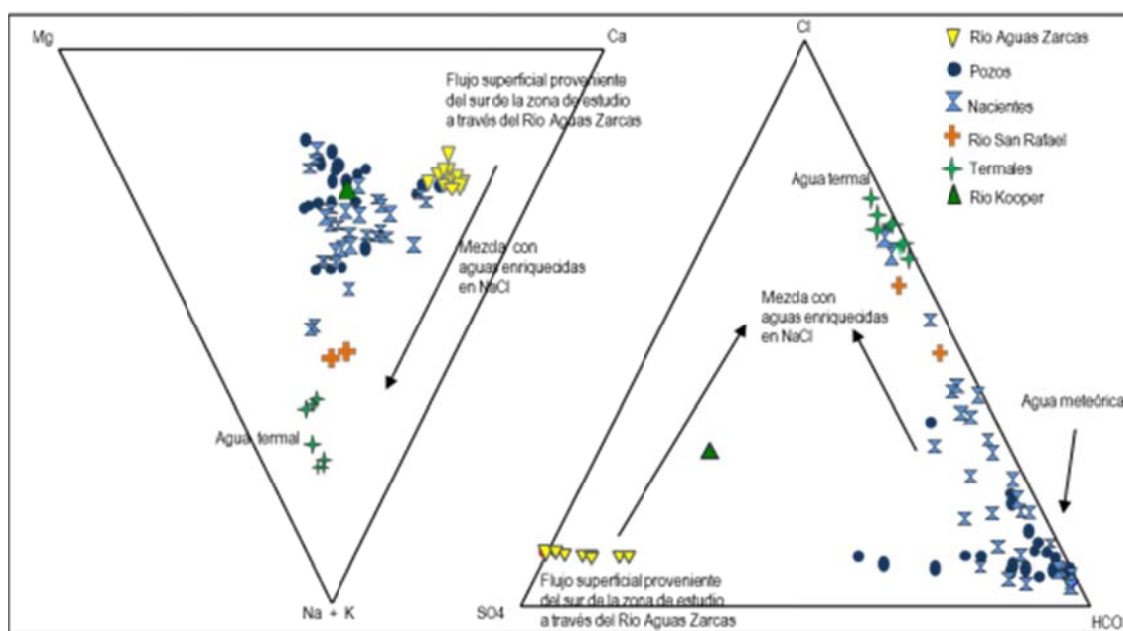 Mg
Ca
Flujo superficial proveniente
del sur de la zona de estudio
a través del Río Aguas Zarcas
Mezda con
aguas enriquecidas
en NaCl
Agua termal
Na + K
Cl
Agua termal
Mezda con
aguas enriquecidas
en NaCl
Agua meteórica
SO4
Flujo superficial proveniente
del sur de la zona de estudio
a través del Río Aguas Zarcas
HCO
Río Aguas Zarcas
Pozos
Nacientes
Río San Rafael
Termales
Río Kooper